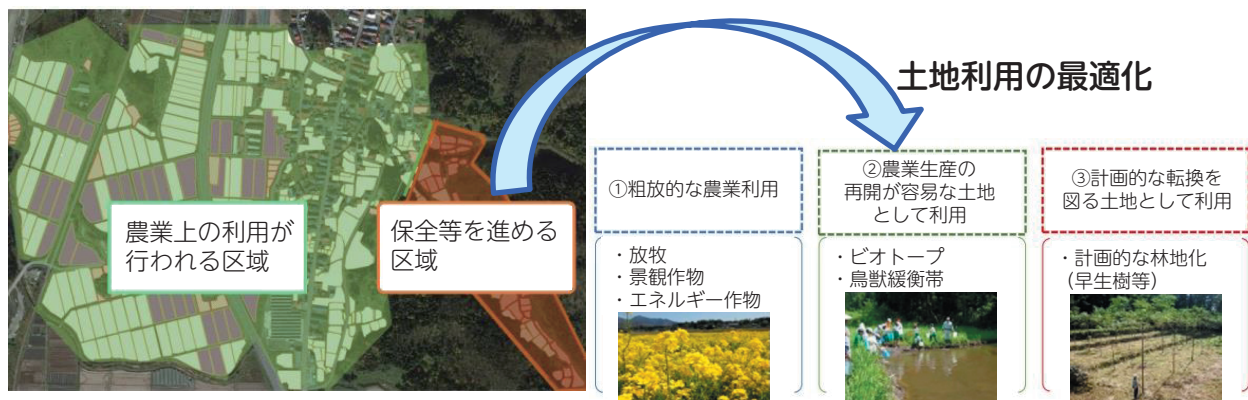 土地利用の最適化
農業上の利用が
行われる区域
保全等を進める
区域
①粗放的な農業利用
・放牧
・景観作物
・エネルギー作物
②農業生産の
再開が容易な土地
として利用
・ビオトープ
・鳥獣緩衝帯
③計画的な転換を
図る土地として利用
・計画的な林地化
(早生樹等)